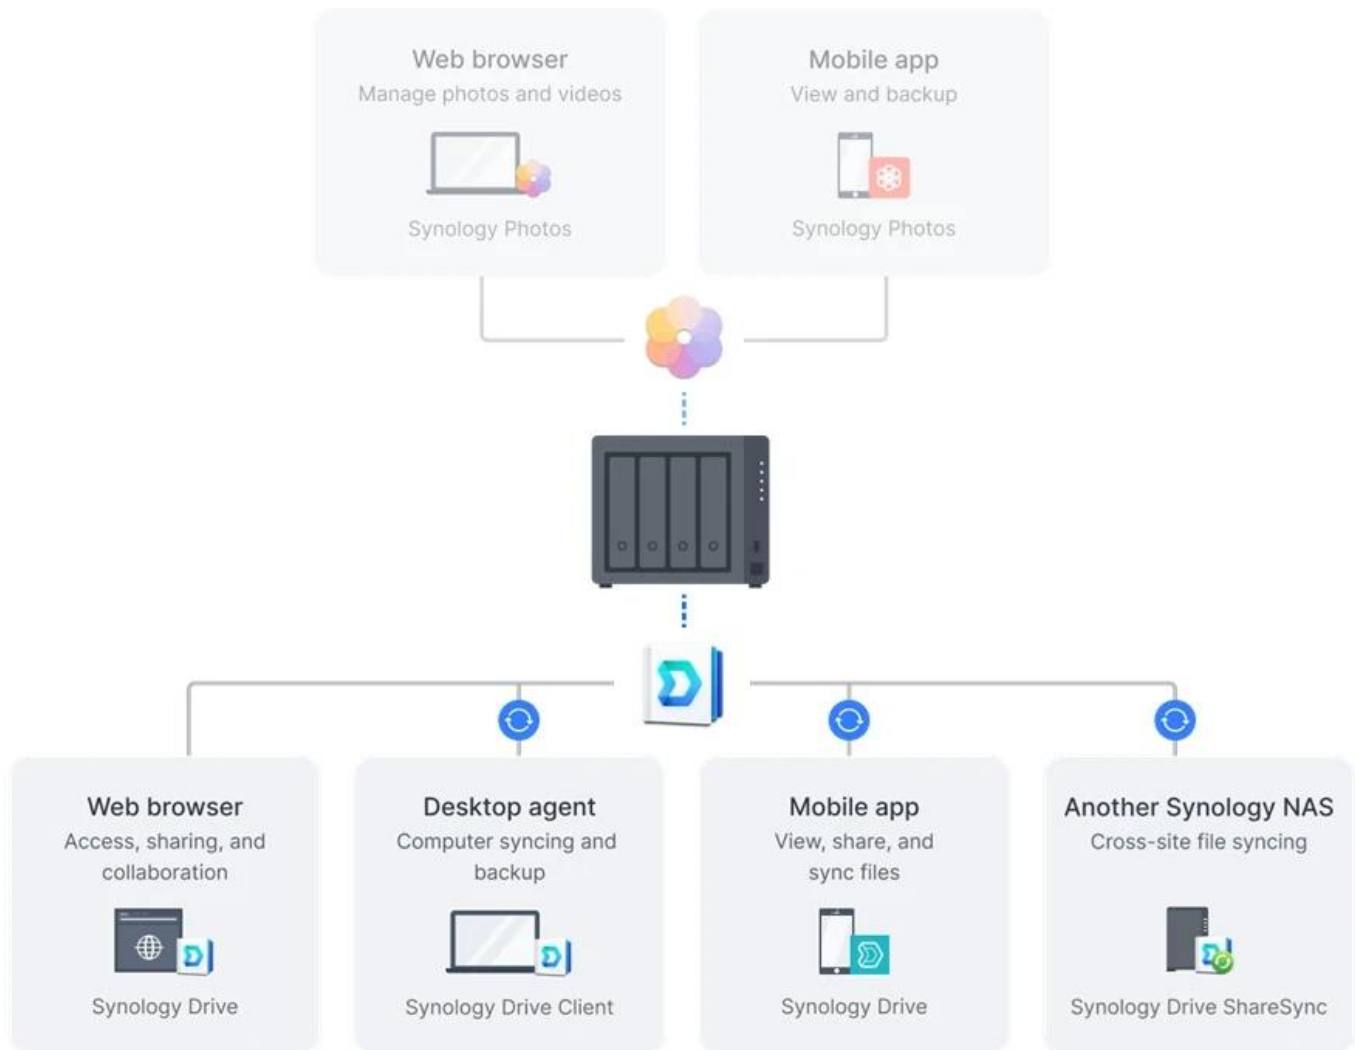 Web browser
Manage photos and videos
Synology Photos
Mobile app
View and backup
Synology Photos
Web browser
Access, sharing, and
collaboration
Synology Drive
Desktop agent
Computer syncing and
backup
Synology Drive Client
Mobile app
View, share, and
sync files
Synology Drive
Another Synology NAS
Cross-site file syncing
Synology Drive ShareSync